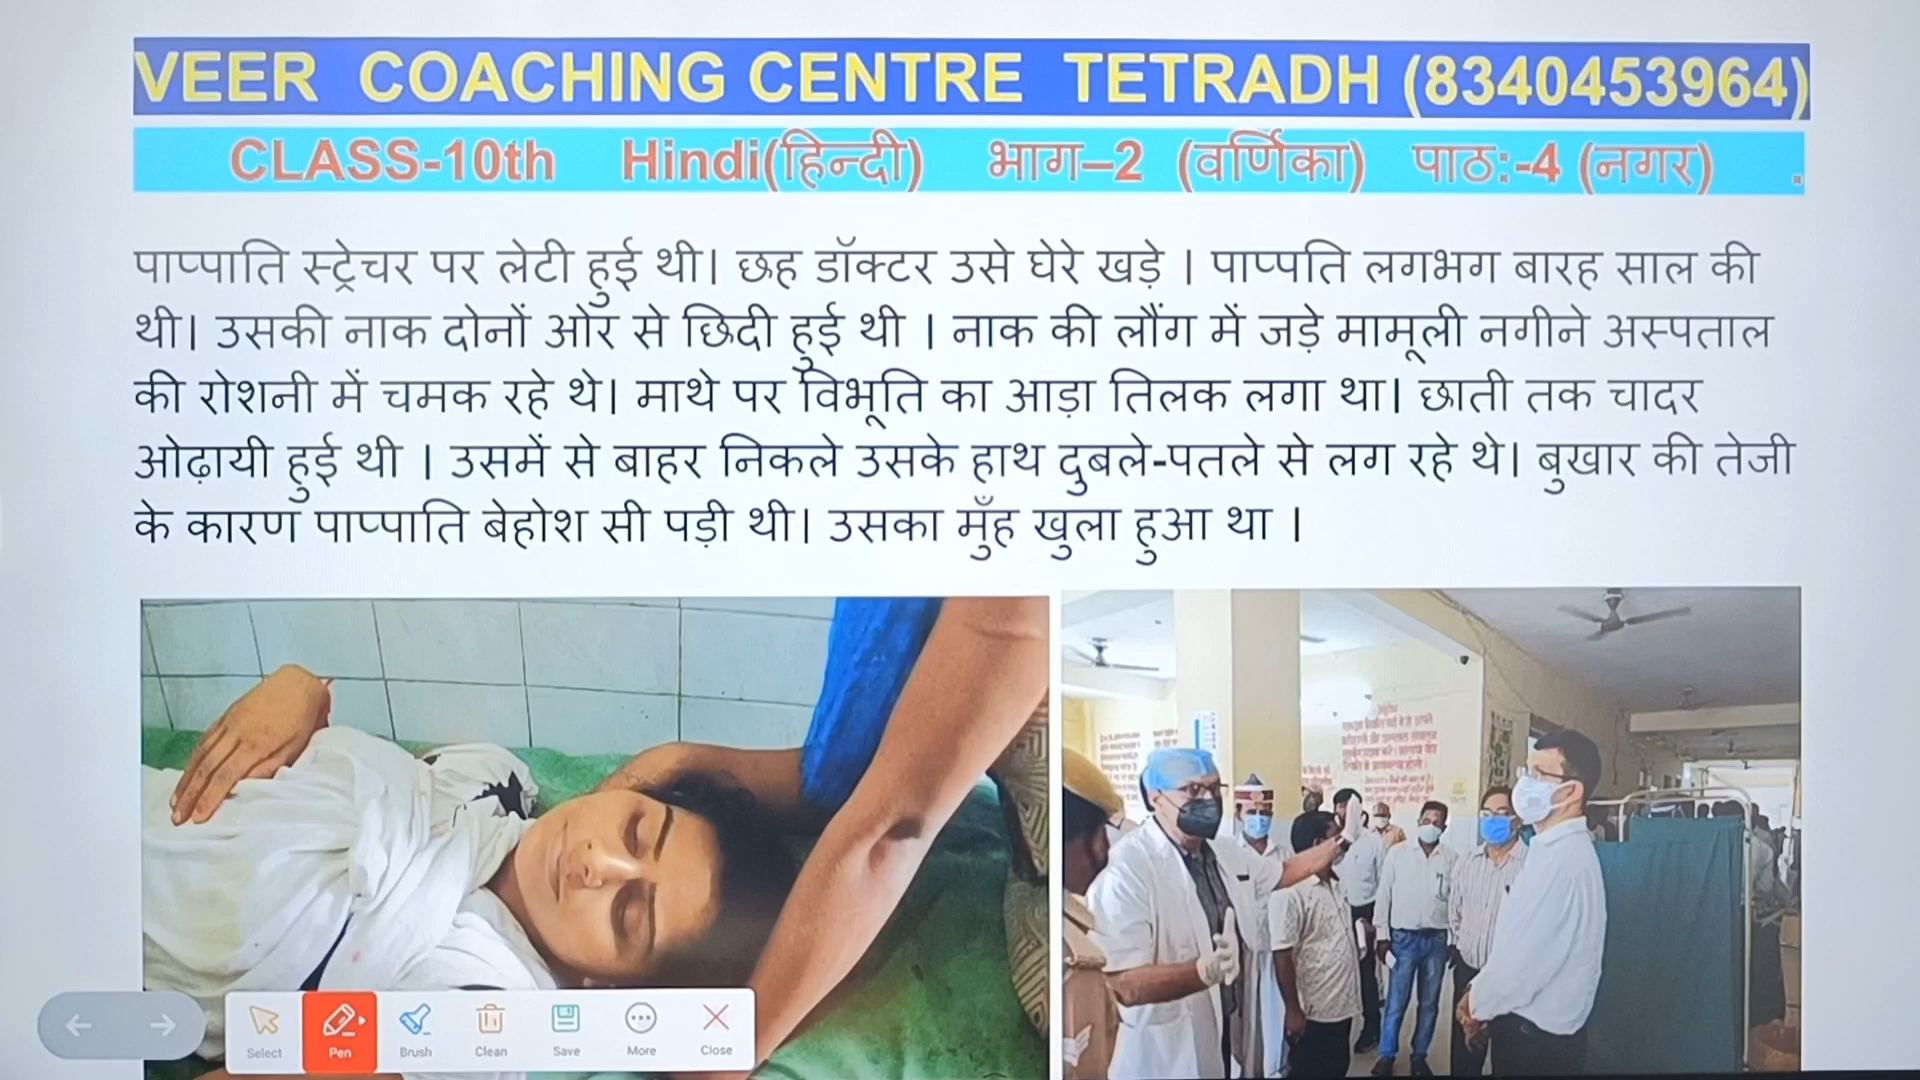 VEER COACHING CENTRE TETRADH (8340453964)
CLASS-10th Hindi(हिन्दी) भाग–2 (वर्णिका) पाठ:-4 (नगर) .
पाप्पाति स्ट्रेचर पर लेटी हुई थी। छह डॉक्टर उसे घेरे खड़े । पाप्पति लगभग बारह साल की
थी। उसकी नाक दोनों ओर से छिदी हुई थी । नाक की लौंग में जड़े मामूली नगीने अस्पताल
की रोशनी में चमक रहे थे। माथे पर विभूति का आड़ा तिलक लगा था। छाती तक चादर
ओढ़ायी हुई थी । उसमें से बाहर निकले उसके हाथ दुबले-पतले से लग रहे थे। बुखार की तेजी
के कारण पाप्पाति बेहोश सी पड़ी थी। उसका मुँह खुला हुआ था ।
Select Pen Brush Clean Save More Close